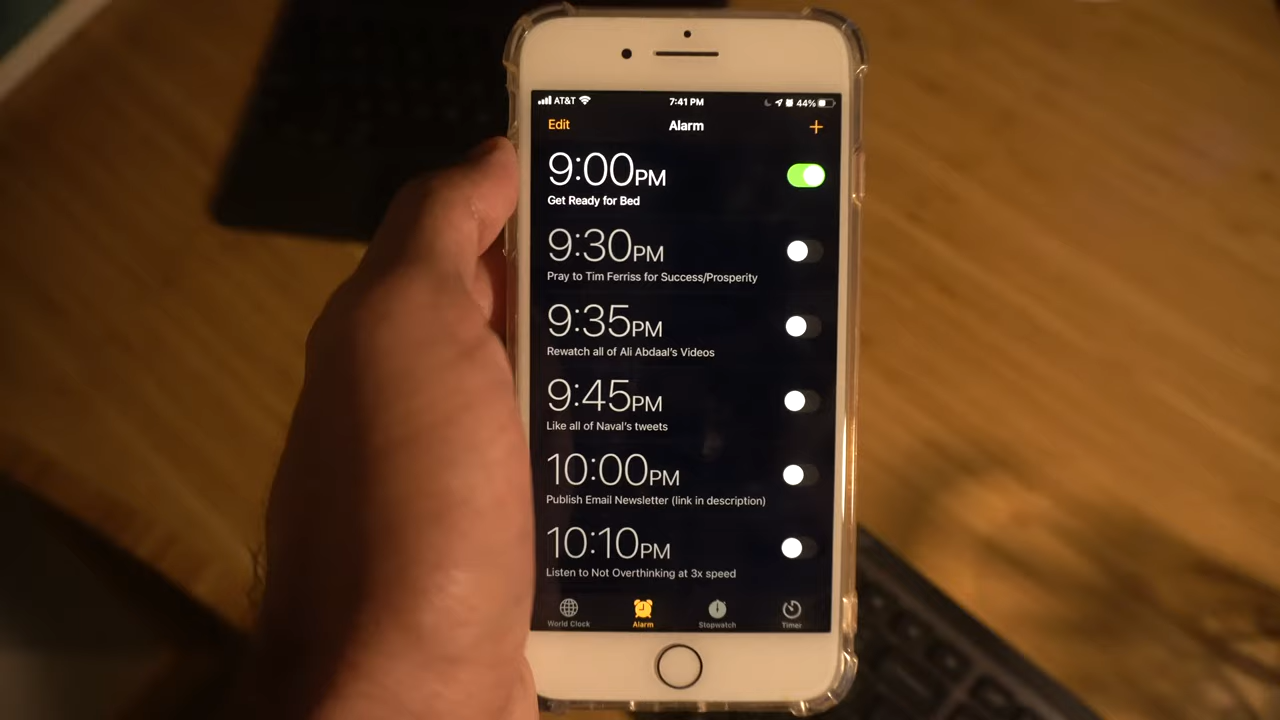 AT&T 7:41 PM 44%
Edit Alarm +
9:00PM
Get Ready for Bed
9:30PM
Pray to Tim Ferriss for Success/Prosperity
9:35PM
Rewatch all of Ali Abdaal's Videos
9:45PM
Like all of Naval's tweets
10:00PM
Publish Email Newsletter (link in description)
10:10PM
Listen to Not Overthinking at 3x speed
World Clock Alarm Stopwatch Timer